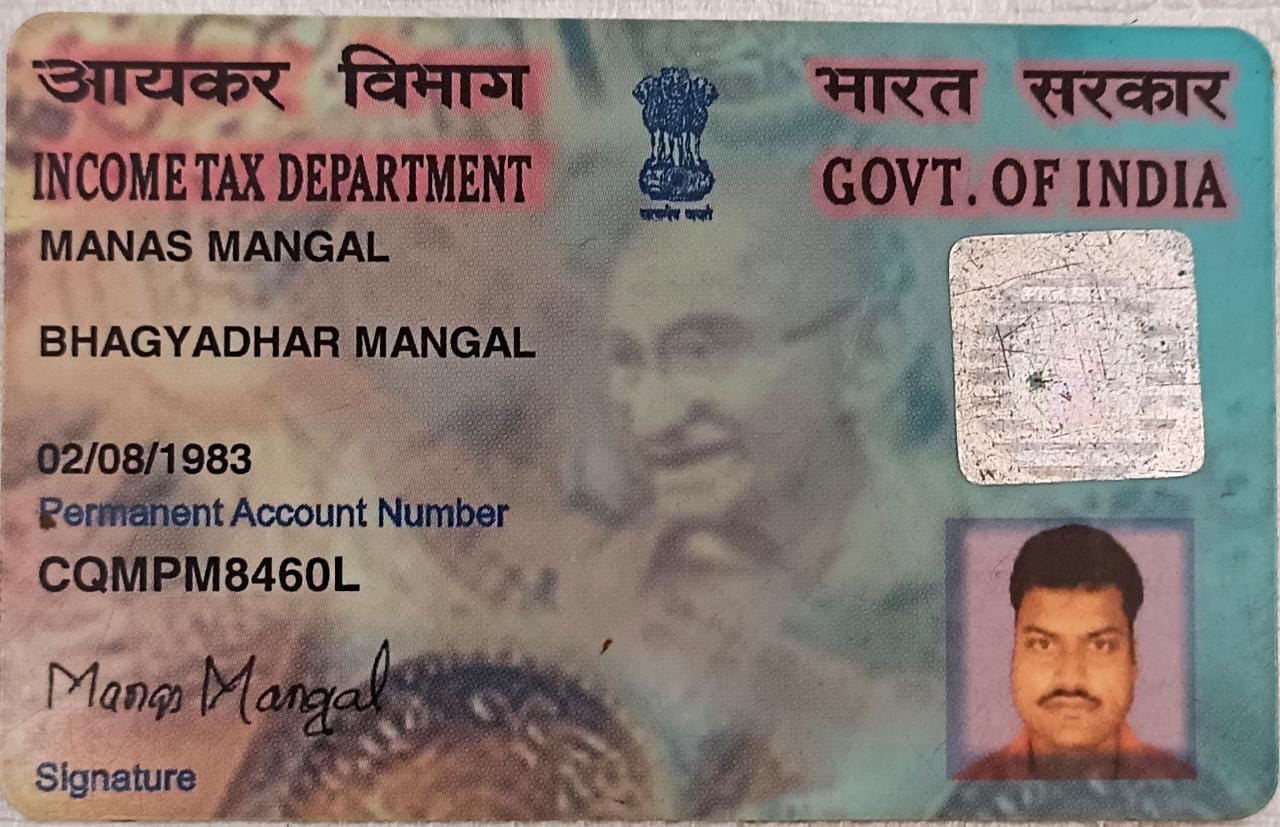 आयकर विभाग
INCOME TAX DEPARTMENT
भारत सरकार
GOVT. OF INDIA
सत्यमेव जयते
MANAS MANGAL
BHAGYADHAR MANGAL
02/08/1983
Permanent Account Number
CQMPM8460L
Manas Mangal
Signature